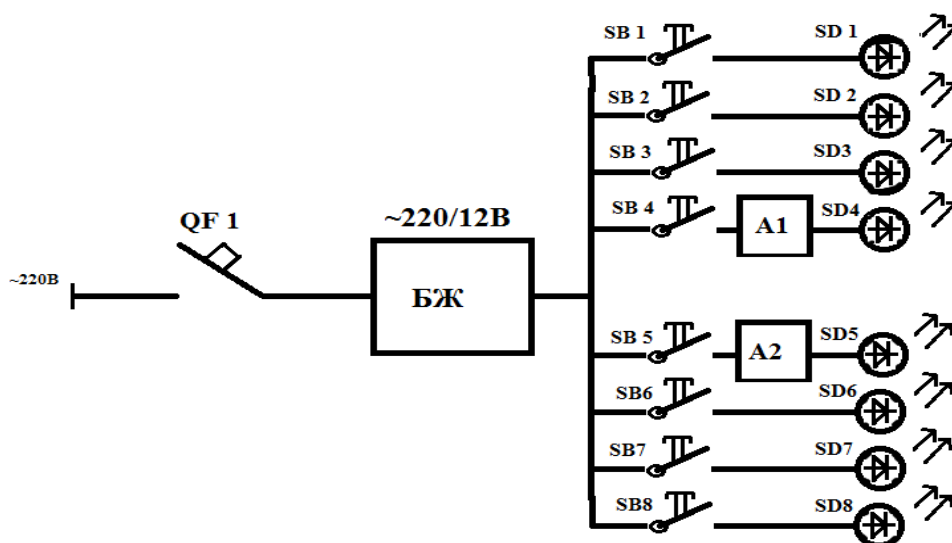 SB 1 SD 1
SB 2 SD 2
SB 3 SD3
SB 4 A1 SD4
QF 1 ~220/12В
~220В БЖ
SB 5 A2 SD5
SB6 SD6
SB7 SD7
SB8 SD8